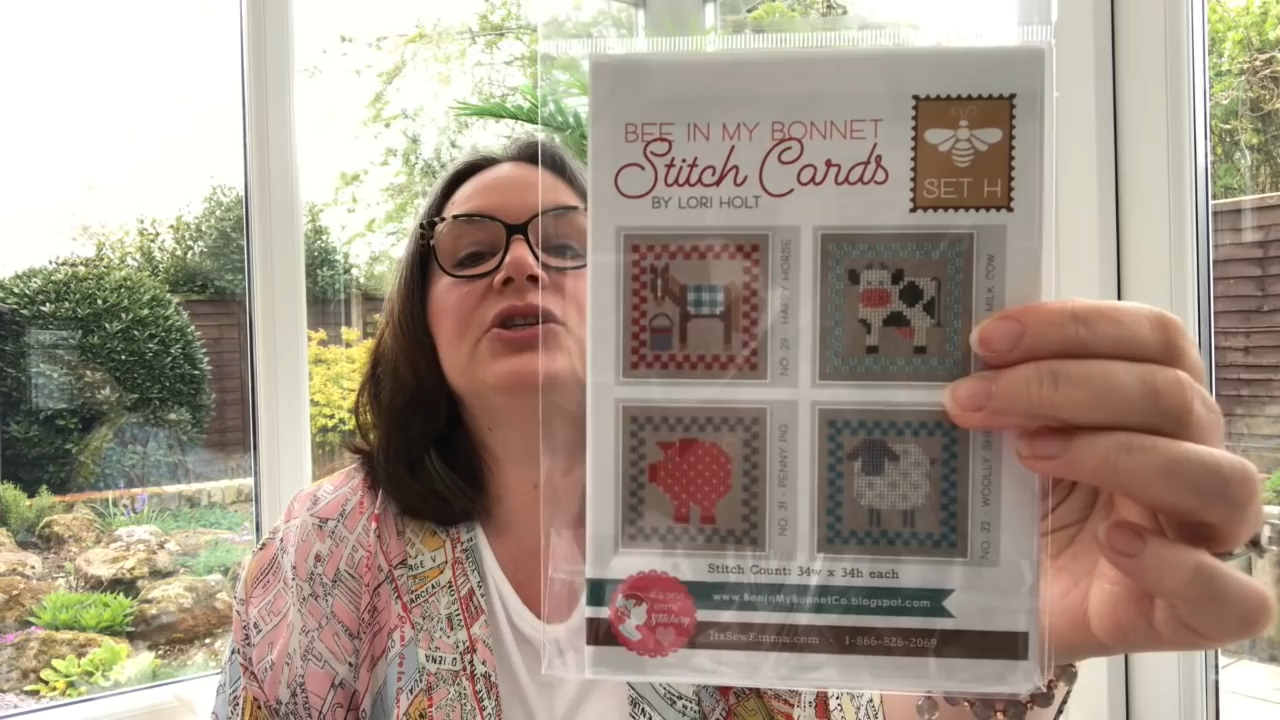 BEE IN MY BONNET
Stitch Cards
BY LORI HOLT
SET H
NO. 29 - HAPPY HORSE
MILK COW
NO. 31 - PENNY PIG
NO. 32 - WOOLLY
Stitch Count: 34w x 34h each
www.BeeInMyBonnetCo.blogspot.com
Stitchery
ItsSewEmma.com · 1-866-826-2069
D'IENA